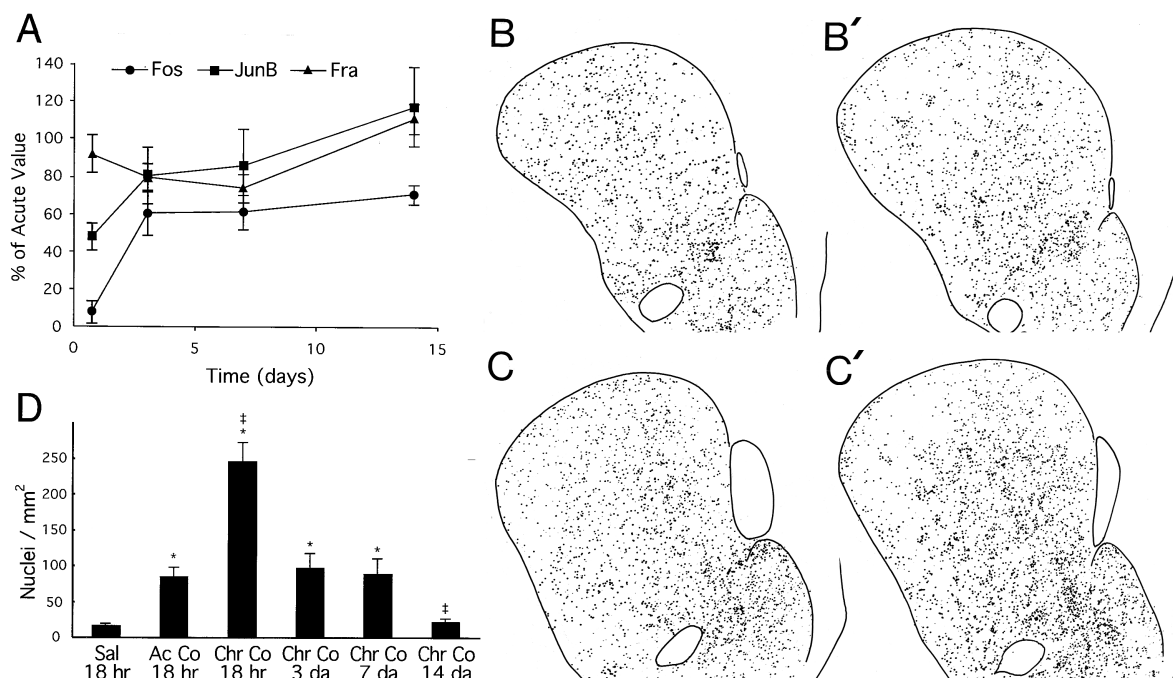 A
140
120
100
80
60
40
20
0
% of Acute Value
Fos JunB Fra
0 5 10 15
Time (days)
B
B′
C
C′
D
250
200
150
100
50
0
Nuclei / mm²
*
‡
*
*
*
‡
Sal Ac Co Chr Co Chr Co Chr Co Chr Co
18 hr 18 hr 18 hr 3 da 7 da 14 da